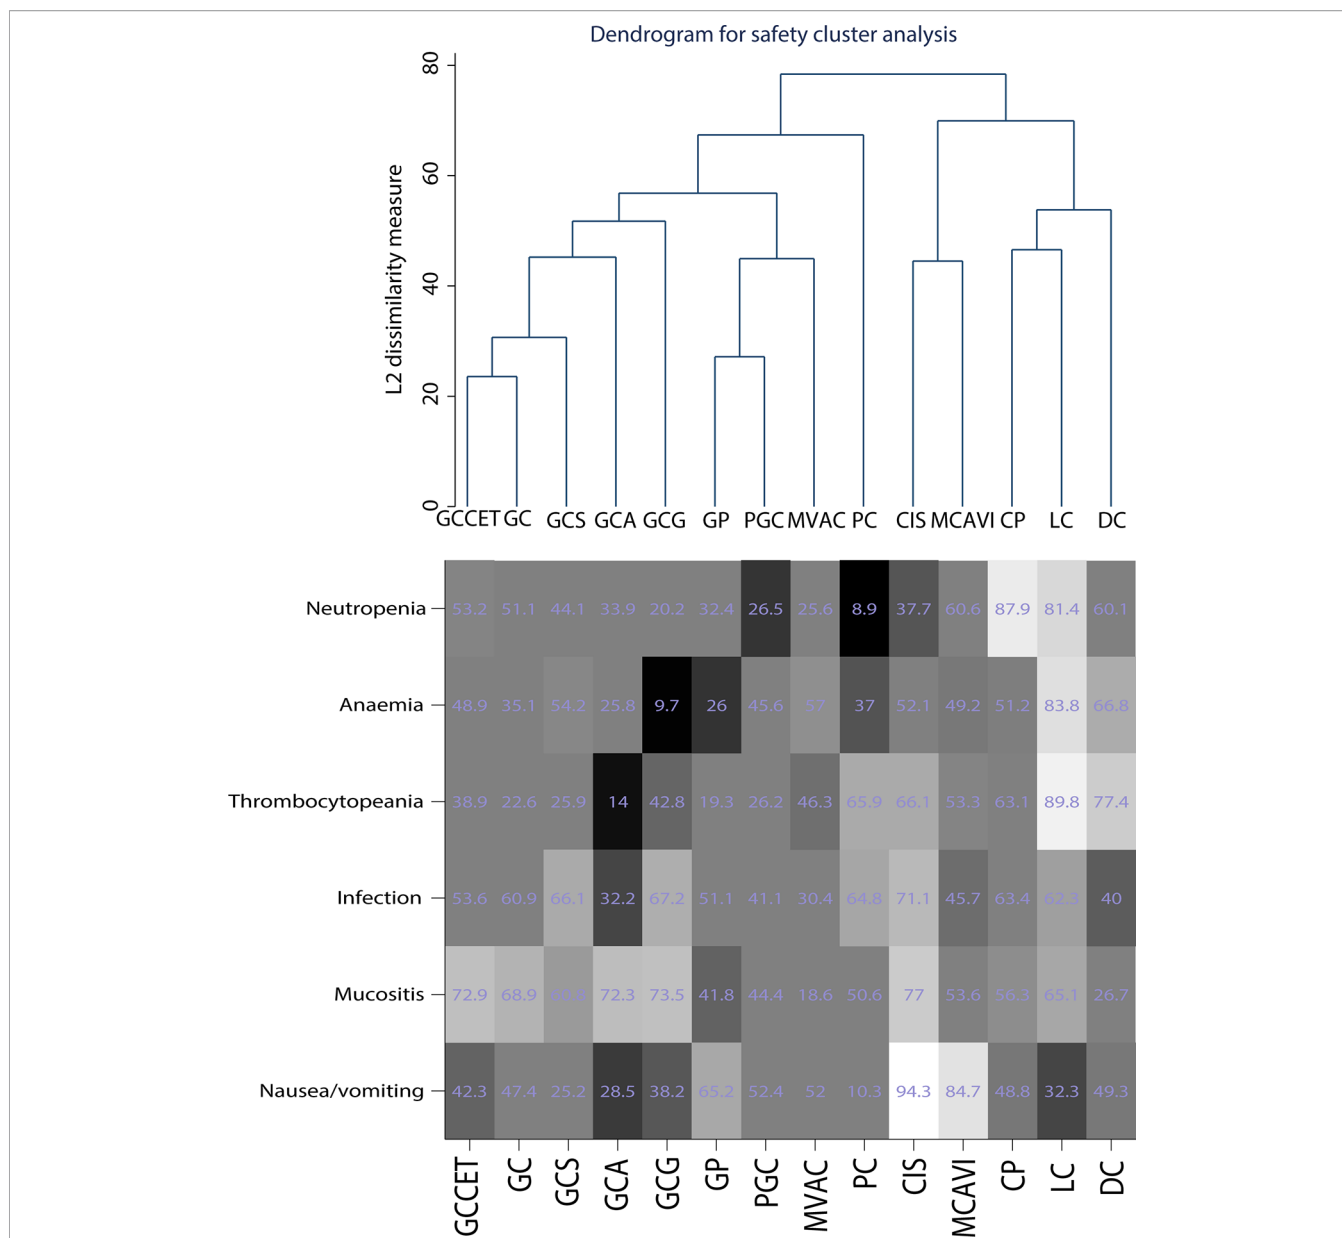 Dendrogram for safety cluster analysis
L2 dissimilarity measure
80
60
40
20
0
GCCET GC GCS GCA GCG GP PGC MVAC PC CIS MCAVI CP LC DC
Neutropenia 53.2 51.1 44.1 33.9 20.2 32.4 26.5 25.6 8.9 37.7 60.6 87.9 81.4 60.1
Anaemia 48.9 35.1 54.2 25.8 9.7 26 45.6 57 37 52.1 49.2 51.2 83.8 66.8
Thrombocytopeania 38.9 22.6 25.9 14 42.8 19.3 26.2 46.3 65.9 66.1 53.3 63.1 89.8 77.4
Infection 53.6 60.9 66.1 32.2 67.2 51.1 41.1 30.4 64.8 71.1 45.7 63.4 62.3 40
Mucositis 72.9 68.9 72.3 73.5 41.8 44.4 18.6 50.6 77 53.6 56.3 65.1 26.7
Nausea/vomiting 42.3 47.4 25.2 28.5 38.2 65.2 52.4 52 10.3 94.3 84.7 48.8 32.3 49.3
GCCET GC GCS GCA GCG GP PGC MVAC PC CIS MCAVI CP LC DC